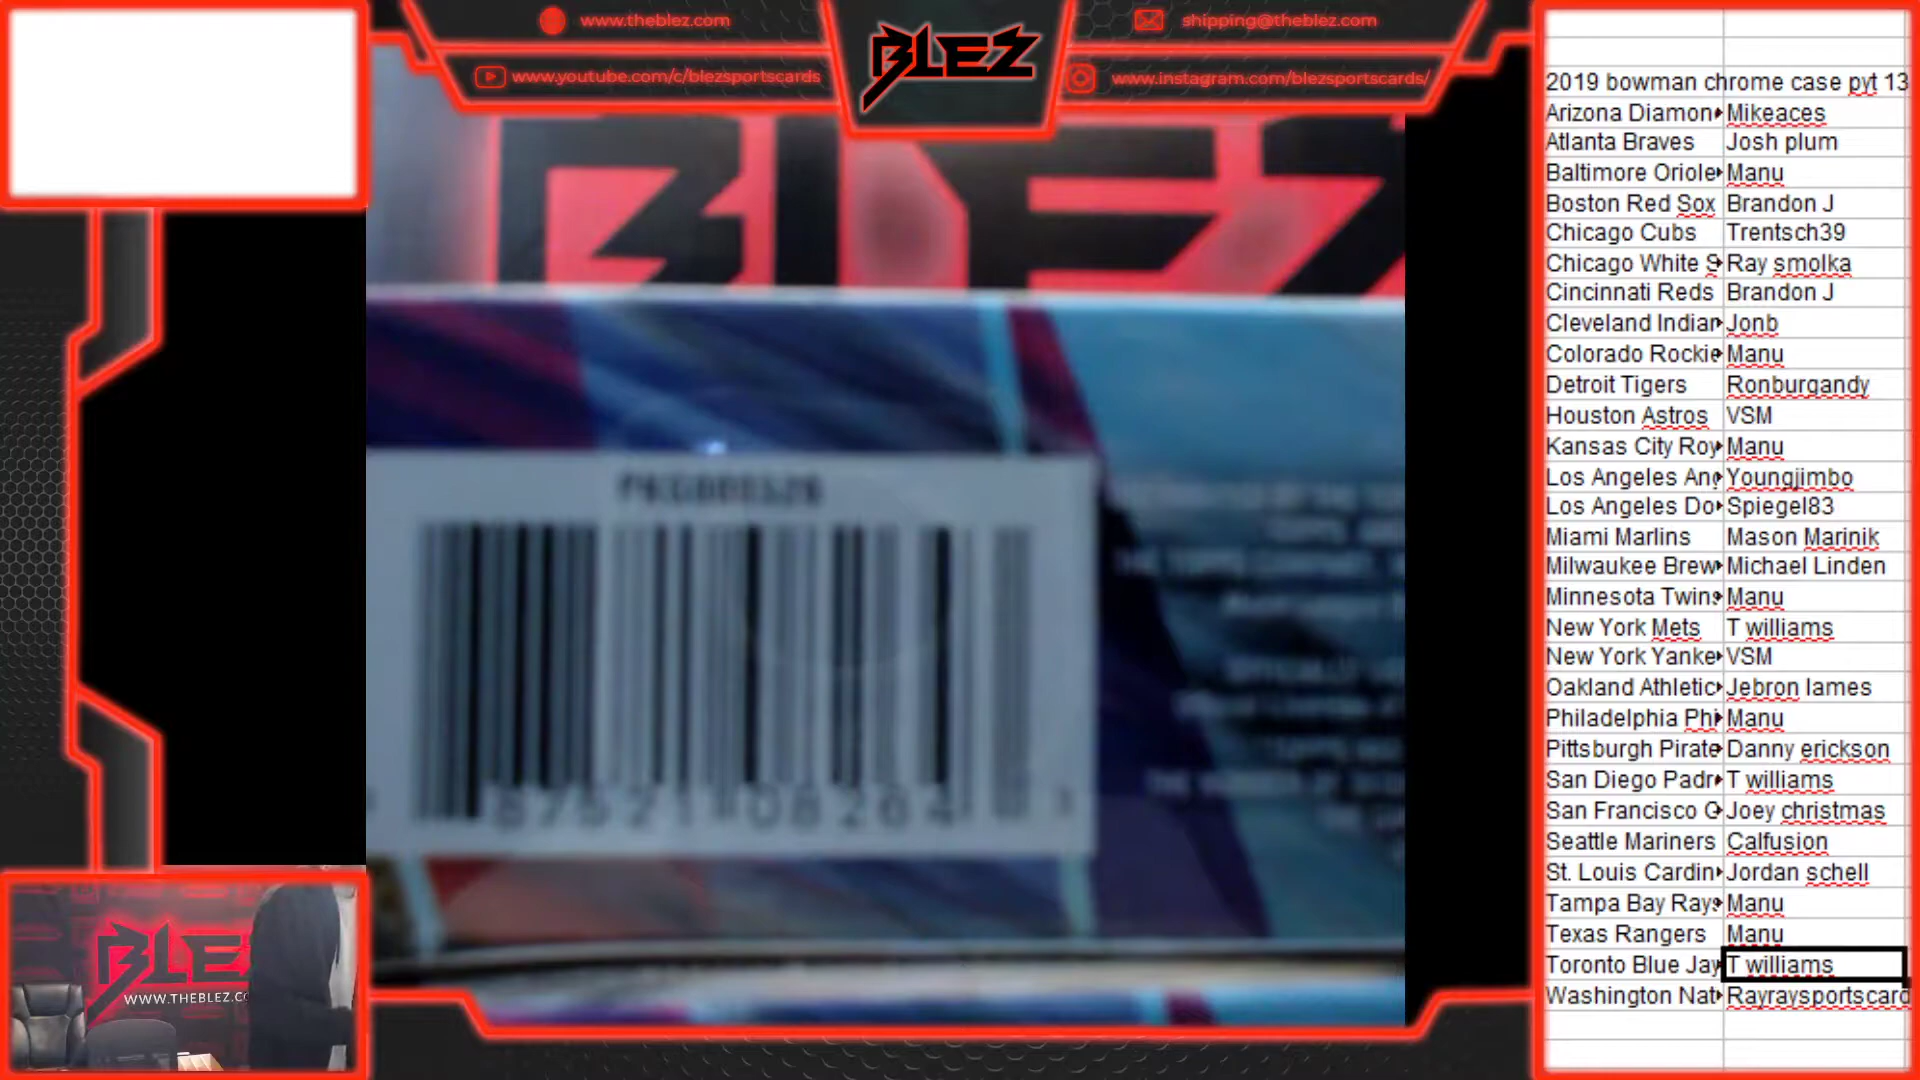 www.theblez.com
www.youtube.com/c/blezsportscards
BLEZ
shipping@theblez.com
www.instagram.com/blezsportscards/
BLEZ
87521 08264
BLE
WWW.THEBLEZ.CO
2019 bowman chrome case pyt 13
Arizona Diamon Mikeaces
Atlanta Braves Josh plum
Baltimore Oriole Manu
Boston Red Sox Brandon J
Chicago Cubs Trentsch39
Chicago White S Ray smolka
Cincinnati Reds Brandon J
Cleveland Indian Jonb
Colorado Rockie Manu
Detroit Tigers Ronburgandy
Houston Astros VSM
Kansas City Roy Manu
Los Angeles Ang Youngjimbo
Los Angeles Do Spiegel83
Miami Marlins Mason Marinik
Milwaukee Brew Michael Linden
Minnesota Twins Manu
New York Mets T williams
New York Yanke VSM
Oakland Athletic Jebron lames
Philadelphia Phi Manu
Pittsburgh Pirate Danny erickson
San Diego Padr T williams
San Francisco G Joey christmas
Seattle Mariners Calfusion
St. Louis Cardin Jordan schell
Tampa Bay Rays Manu
Texas Rangers Manu
Toronto Blue Jay T williams
Washington Nat Rayraysportscard